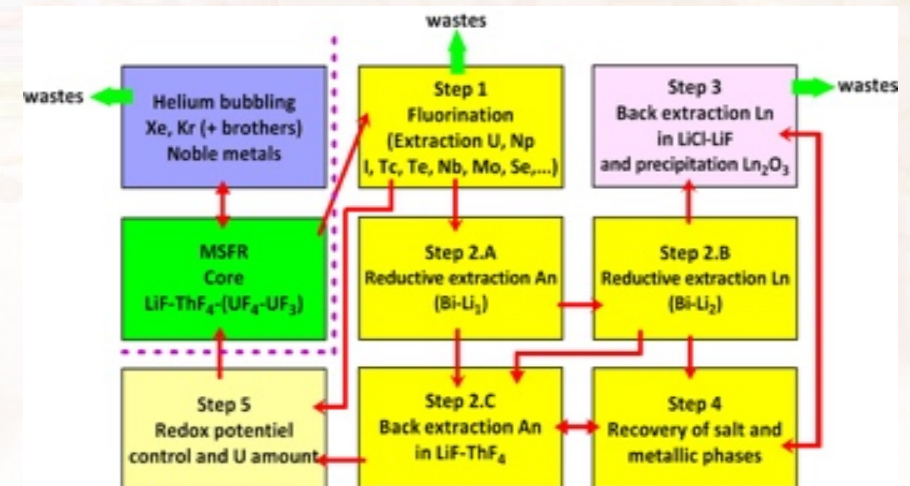 wastes
wastes
Helium bubbling
Xe, Kr (+ brothers)
Noble metals
Step 1
Fluorination
(Extraction U, Np
I, Tc, Te, Nb, Mo, Se,...)
Step 3
Back extraction Ln
in LiCl-LiF
and precipitation Ln₂O₃
wastes
MSFR
Core
LiF-ThF₄-(UF₄-UF₃)
Step 2.A
Reductive extraction An
(Bi-Li₁)
Step 2.B
Reductive extraction Ln
(Bi-Li₂)
Step 5
Redox potentiel
control and U amount
Step 2.C
Back extraction An
in LiF-ThF₄
Step 4
Recovery of salt and
metallic phases